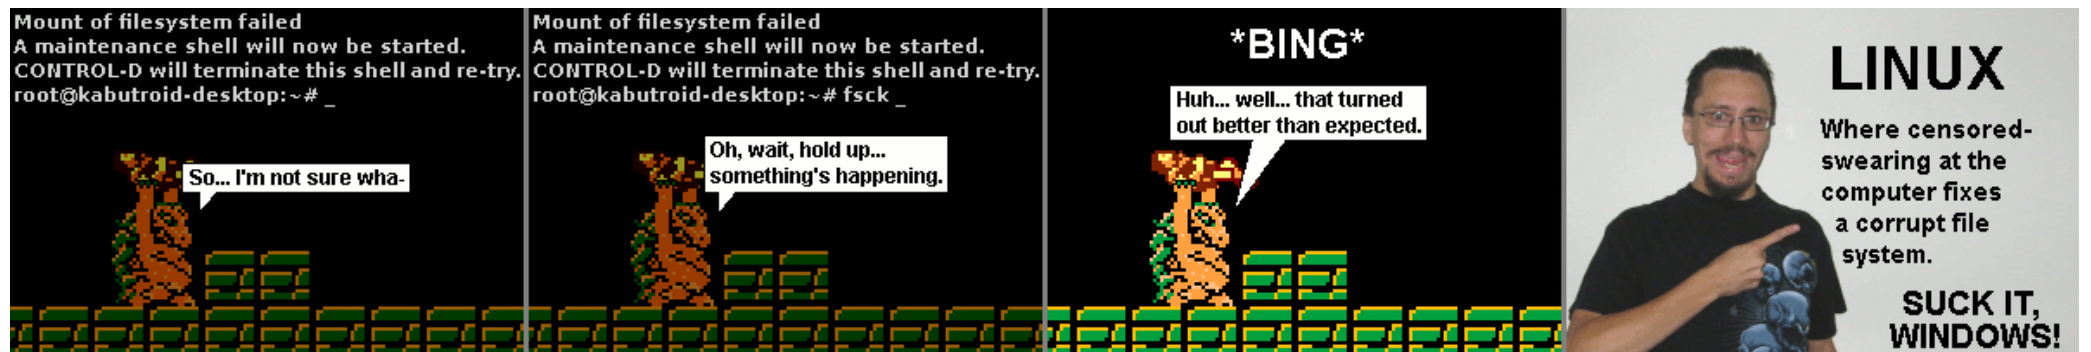 Mount of filesystem failed
A maintenance shell will now be started.
CONTROL-D will terminate this shell and re-try.
root@kabutroid-desktop:~# _
So... I'm not sure wha-
Mount of filesystem failed
A maintenance shell will now be started.
CONTROL-D will terminate this shell and re-try.
root@kabutroid-desktop:~# fsck _
Oh, wait, hold up...
something's happening.
*BING*
Huh... well... that turned
out better than expected.
LINUX
Where censored-
swearing at the
computer fixes
a corrupt file
system.
SUCK IT,
WINDOWS!